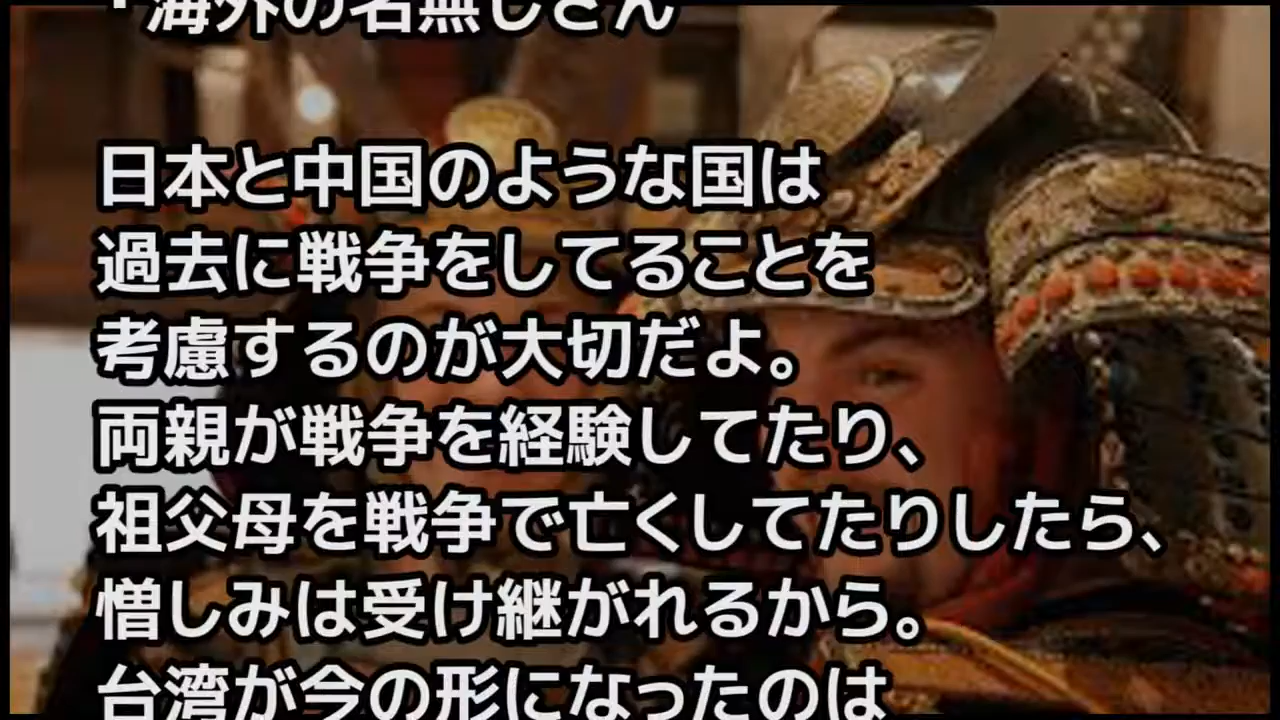 ・海外の名無しさん
日本と中国のような国は
過去に戦争をしてることを
考慮するのが大切だよ。
両親が戦争を経験してたり、
祖父母を戦争で亡くしてたりしたら、
憎しみは受け継がれるから。
台湾が今の形になったのは